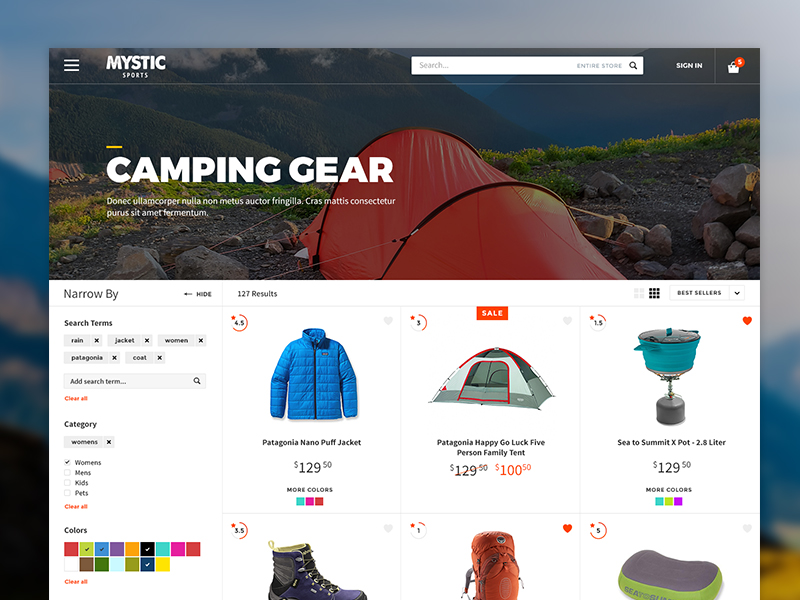 MYSTIC
SPORTS
Search...
ENTIRE STORE
SIGN IN
5
CAMPING GEAR
Donec ullamcorper nulla non metus auctor fringilla. Cras mattis consectetur
purus sit amet fermentum.
Narrow By
HIDE
127 Results
BEST SELLERS
Search Terms
rain × jacket × women ×
patagonia × coat ×
Add search term...
Clear all
Category
womens ×
Womens
Mens
Kids
Pets
Clear all
Colors
Clear all
4.5
Patagonia Nano Puff Jacket
$129.50
MORE COLORS
SALE
3
Patagonia Happy Go Luck Five
Person Family Tent
$129.50 $100.50
1.5
Sea to Summit X Pot - 2.8 Liter
$129.50
MORE COLORS
3.5
1
5
SEA TO SUMMIT